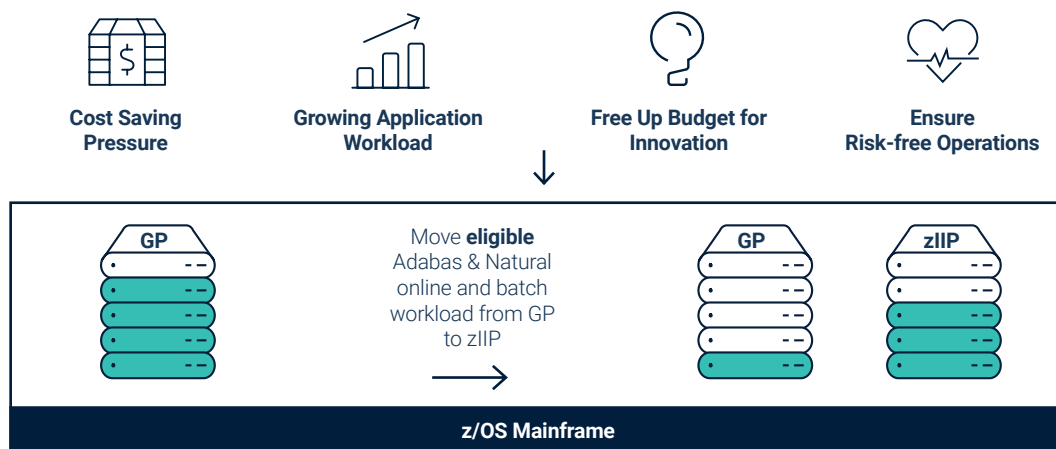 $
Cost Saving
Pressure
Growing Application
Workload
Free Up Budget for
Innovation
Ensure
Risk-free Operations
GP
Move eligible
Adabas & Natural
online and batch
workload from GP
to zIIP
GP
zIIP
z/OS Mainframe